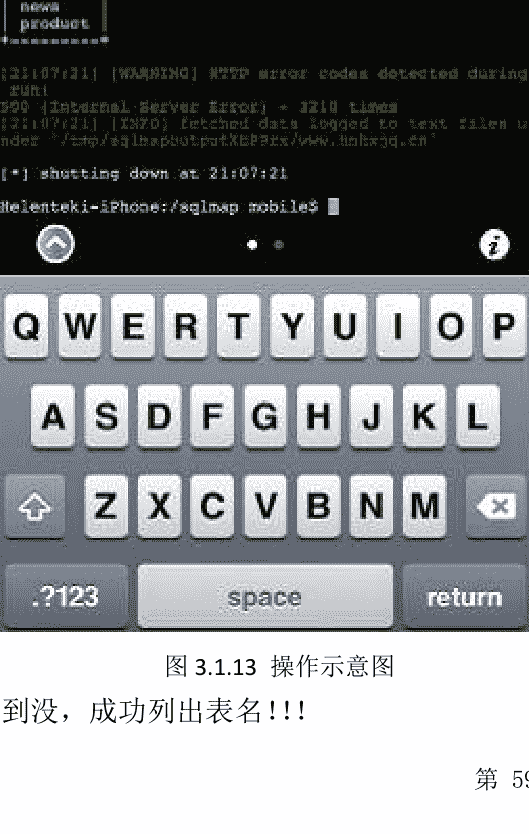 news
product
[21:07:21] [WARNING] HTTP error codes detected during
run:
500 (Internal Server Error) - 3210 times
[21:07:21] [INFO] fetched data logged to text files u
nder
[*] shutting down at 21:07:21
Helenteki-iPhone:/sqlmap mobile$
Q W E R T Y U I O P
A S D F G H J K L
Z X C V B N M
.?123 space return
图 3.1.13 操作示意图
到没，成功列出表名!!!
第 59